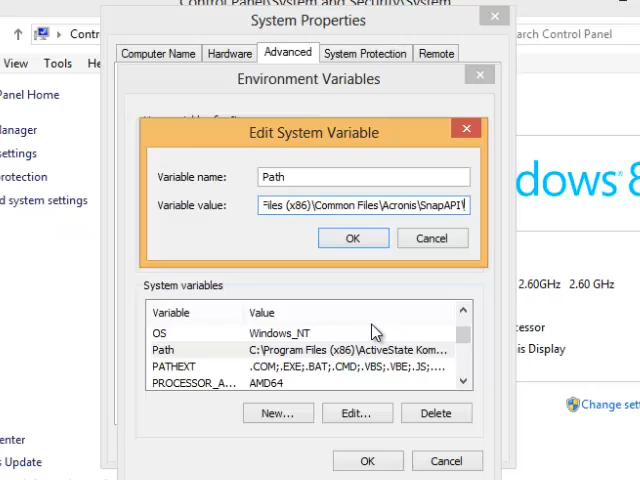 Control Panel\System and Security\System
System Properties
Contr
earch Control Panel
View Tools He
Computer Name Hardware Advanced System Protection Remote
Environment Variables
Panel Home
Manager
settings
rotection
d system settings
Edit System Variable
Variable name: Path
Variable value: Files (x86)\Common Files\Acronis\SnapAPI\
OK Cancel
dows 8
2.60GHz 2.60 GHz
essor
his Display
Change sett
System variables
Variable Value
OS Windows_NT
Path C:\Program Files (x86)\ActiveState Kom...
PATHEXT .COM;.EXE;.BAT;.CMD;.VBS;.VBE;.JS;....
PROCESSOR_A... AMD64
New... Edit... Delete
enter
s Update
OK Cancel